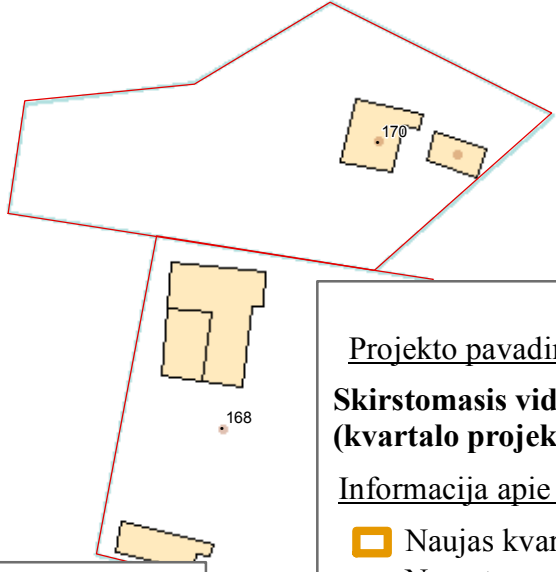 170
168
Projekto pavadin
Skirstomasis vid
(kvartalo projek
Informacija apie
Naujas kvar